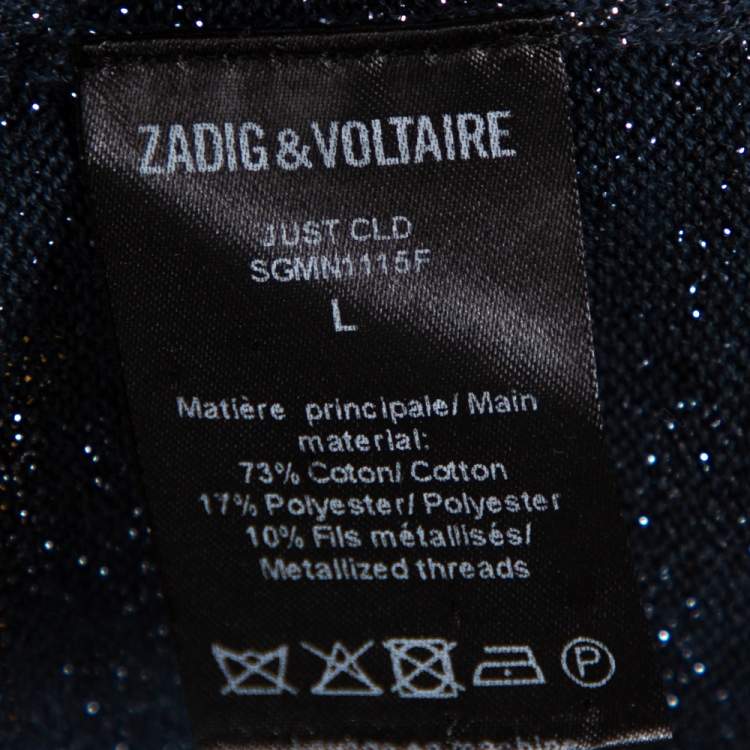 ZADIG & VOLTAIRE
JUST CLD
SGMN1115F
L
Matière principale/ Main
material:
73% Coton/ Cotton
17% Polyester/ Polyester
10% Fils métallisés/
Metallized threads
P